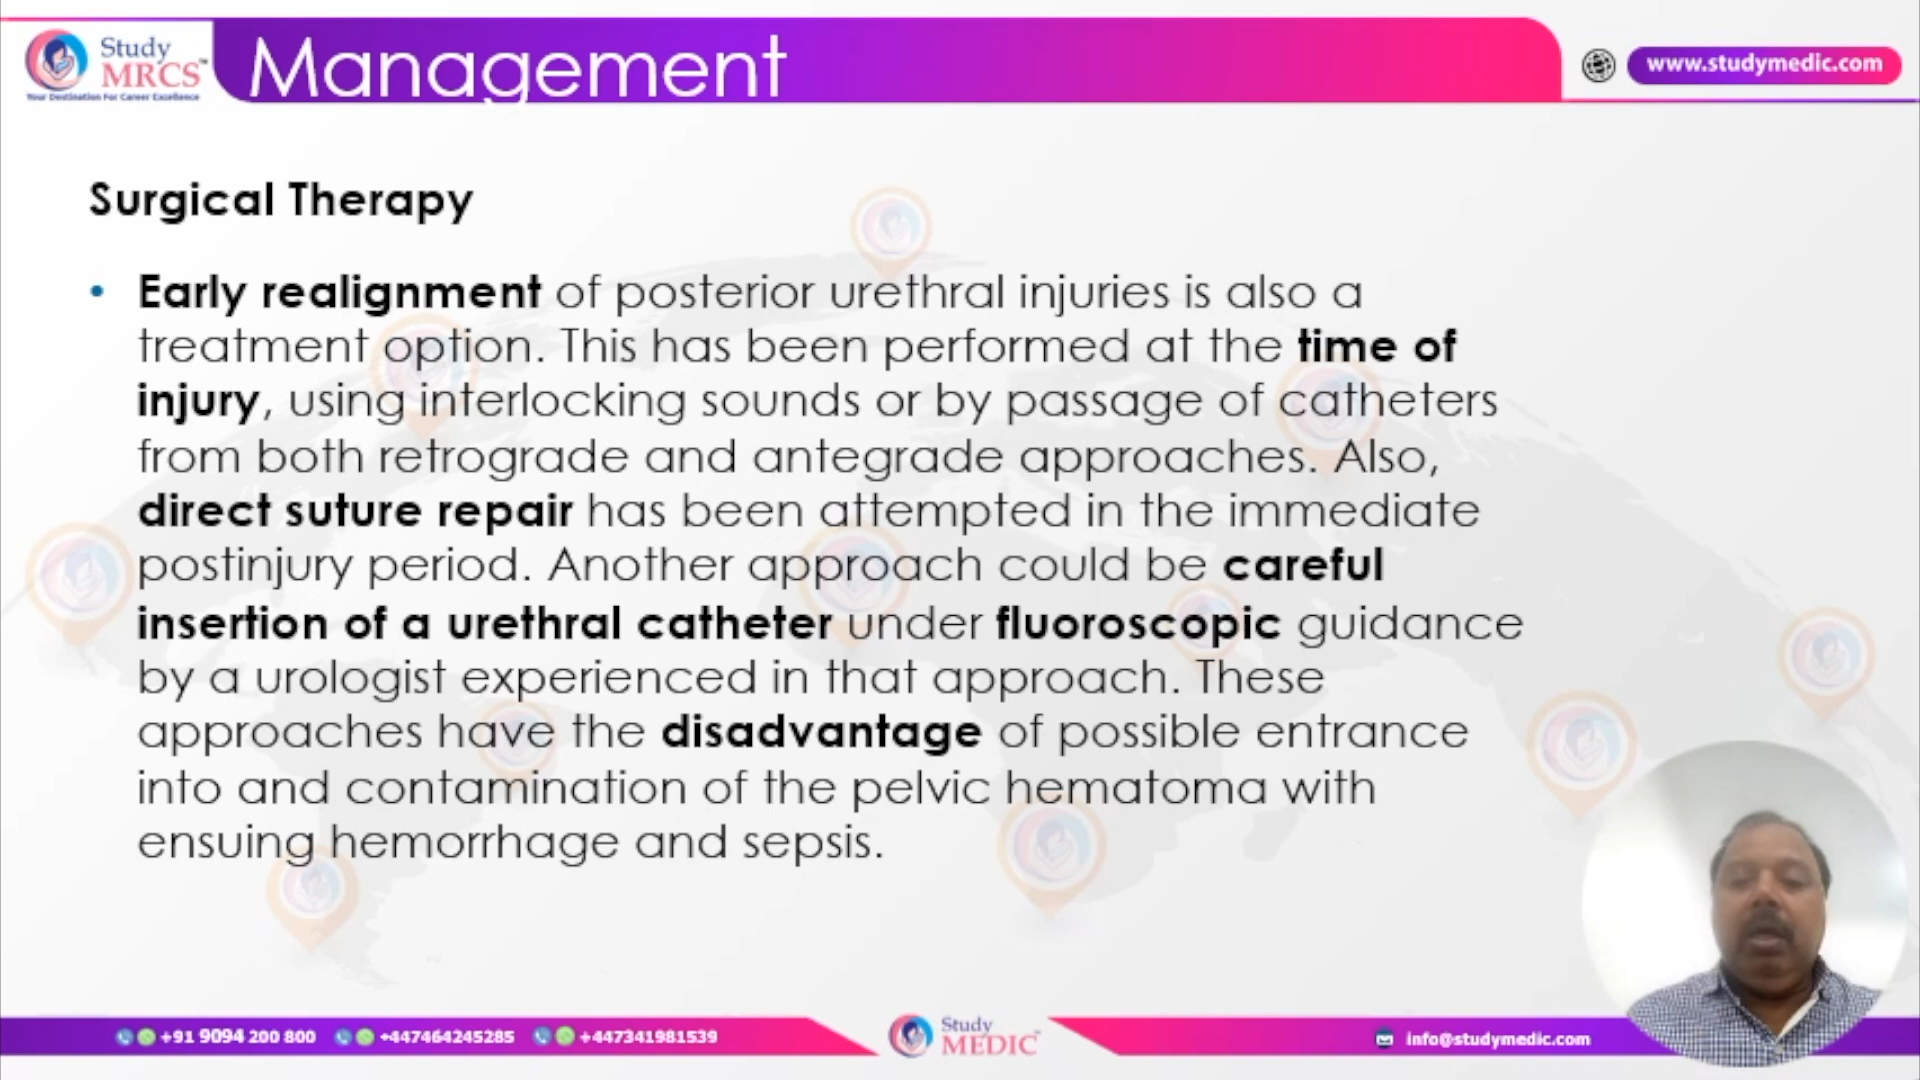 Study
MRCS™
Your Destination For Career Excellence
Management
www.studymedic.com
Surgical Therapy
• Early realignment of posterior urethral injuries is also a
treatment option. This has been performed at the time of
injury, using interlocking sounds or by passage of catheters
from both retrograde and antegrade approaches. Also,
direct suture repair has been attempted in the immediate
postinjury period. Another approach could be careful
insertion of a urethral catheter under fluoroscopic guidance
by a urologist experienced in that approach. These
approaches have the disadvantage of possible entrance
into and contamination of the pelvic hematoma with
ensuing hemorrhage and sepsis.
+91 9094 200 800 +447464245285 +447341981539
Study
MEDIC™
info@studymedic.com